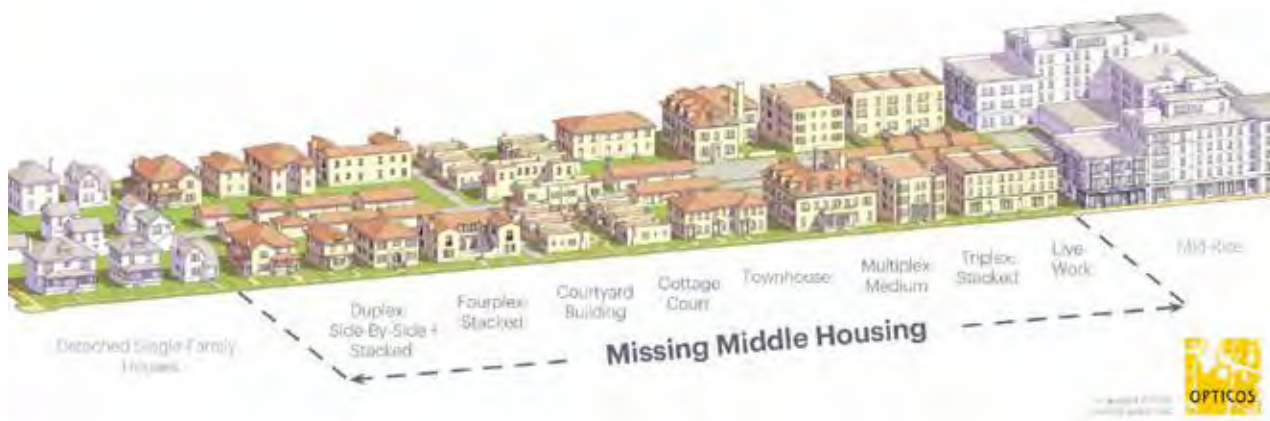 Detached Single-Family
Houses
Duplex:
Side-By-Side +
Stacked
Fourplex:
Stacked
Courtyard
Building
Cottage
Court
Townhouse
Multiplex:
Medium
Triplex:
Stacked
Live-
Work
Mid-Rise
Missing Middle Housing
OPTICOS